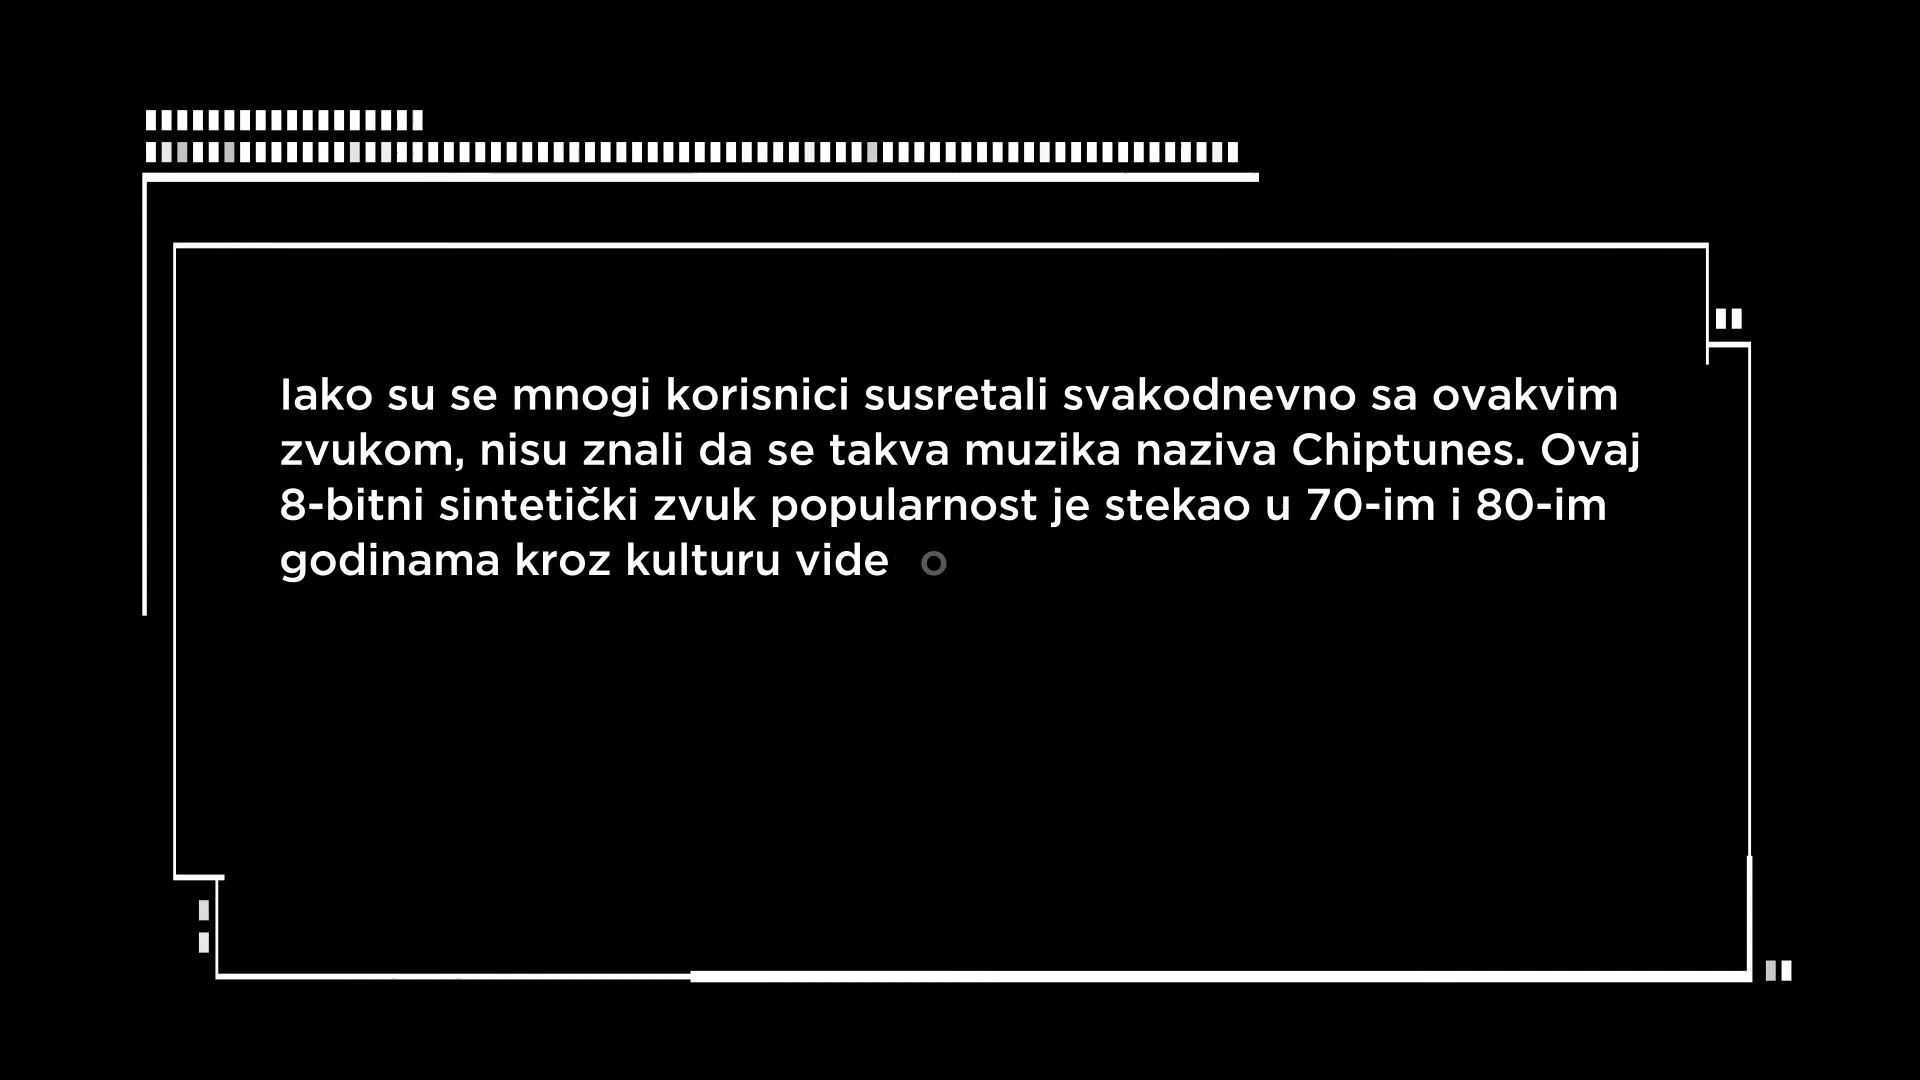 Iako su se mnogi korisnici susretali svakodnevno sa ovakvim
zvukom, nisu znali da se takva muzika naziva Chiptunes. Ovaj
8-bitni sintetički zvuk popularnost je stekao u 70-im i 80-im
godinama kroz kulturu vide o